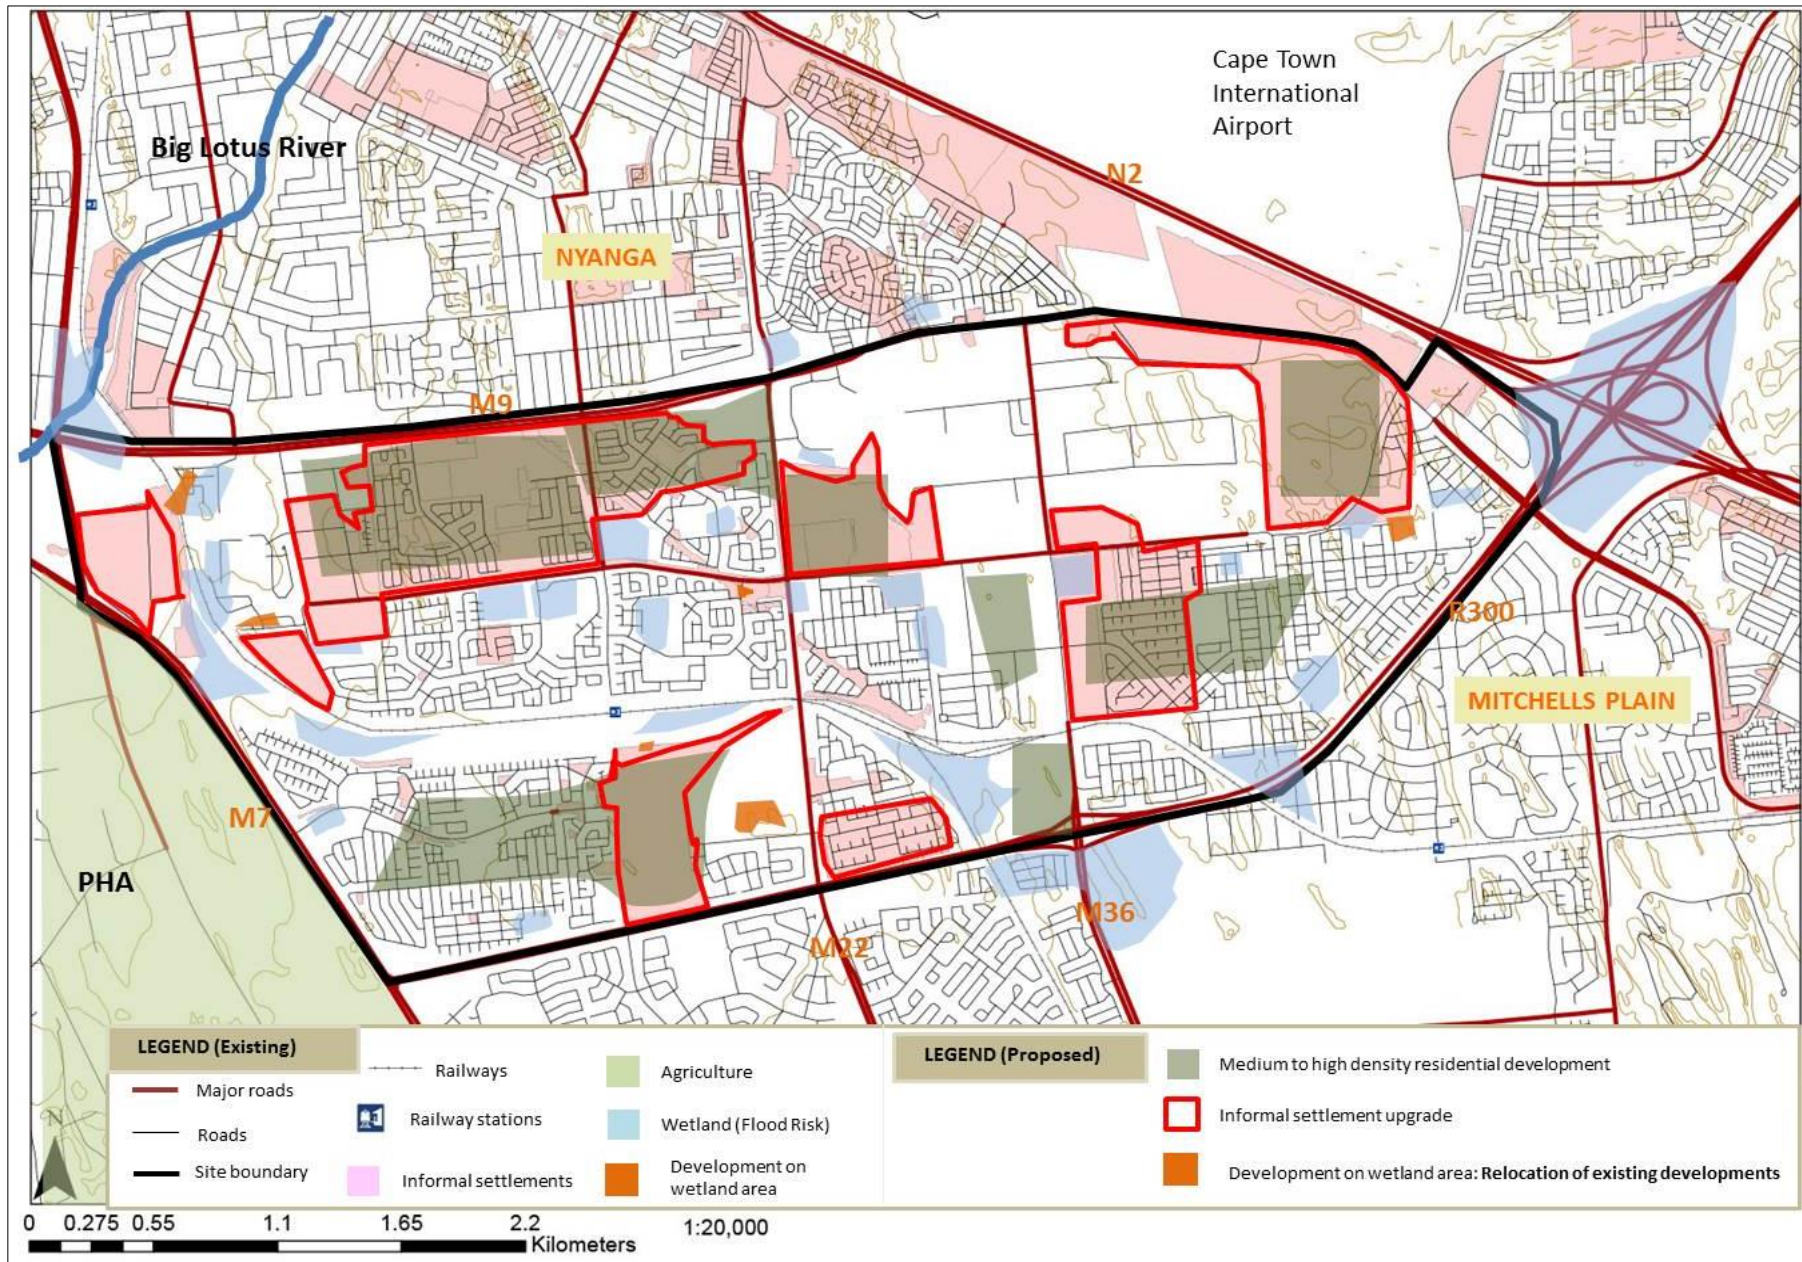 Cape Town
International
Airport
Big Lotus River
N2
NYANGA
M9
R300
MITCHELLS PLAIN
M7
PHA
M36
M22
LEGEND (Existing)
Major roads
Roads
Site boundary
Railways
Railway stations
Informal settlements
Agriculture
Wetland (Flood Risk)
Development on
wetland area
LEGEND (Proposed)
Medium to high density residential development
Informal settlement upgrade
Development on wetland area: Relocation of existing developments
N
0 0.275 0.55 1.1 1.65 2.2
Kilometers
1:20,000